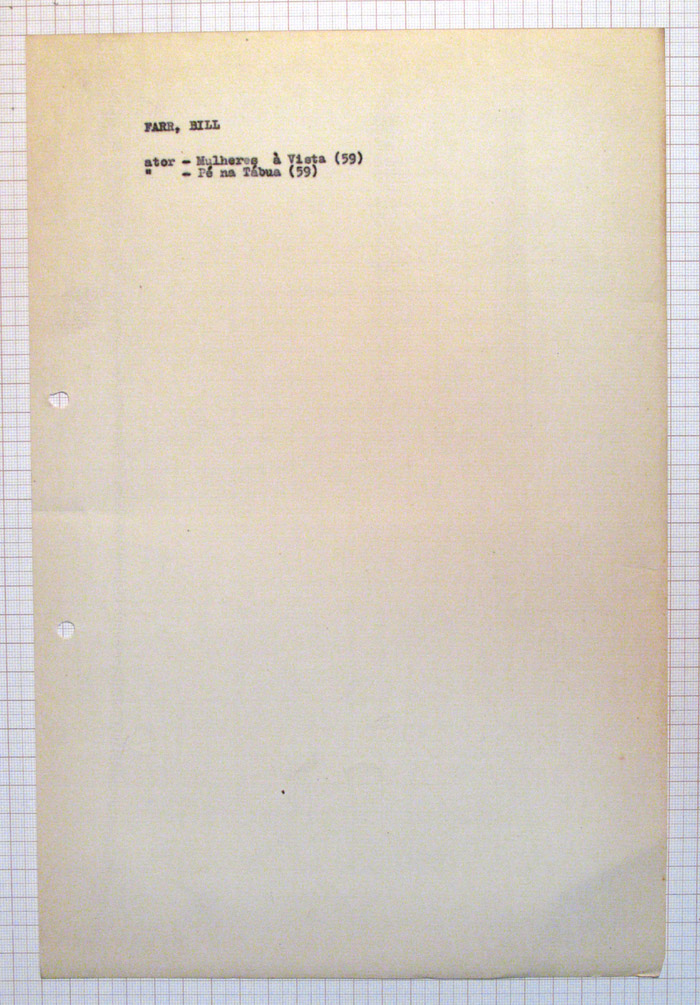 FARR, BILL
ator - Mulheres à Vista (59)
" - Pé na Tábua (59)